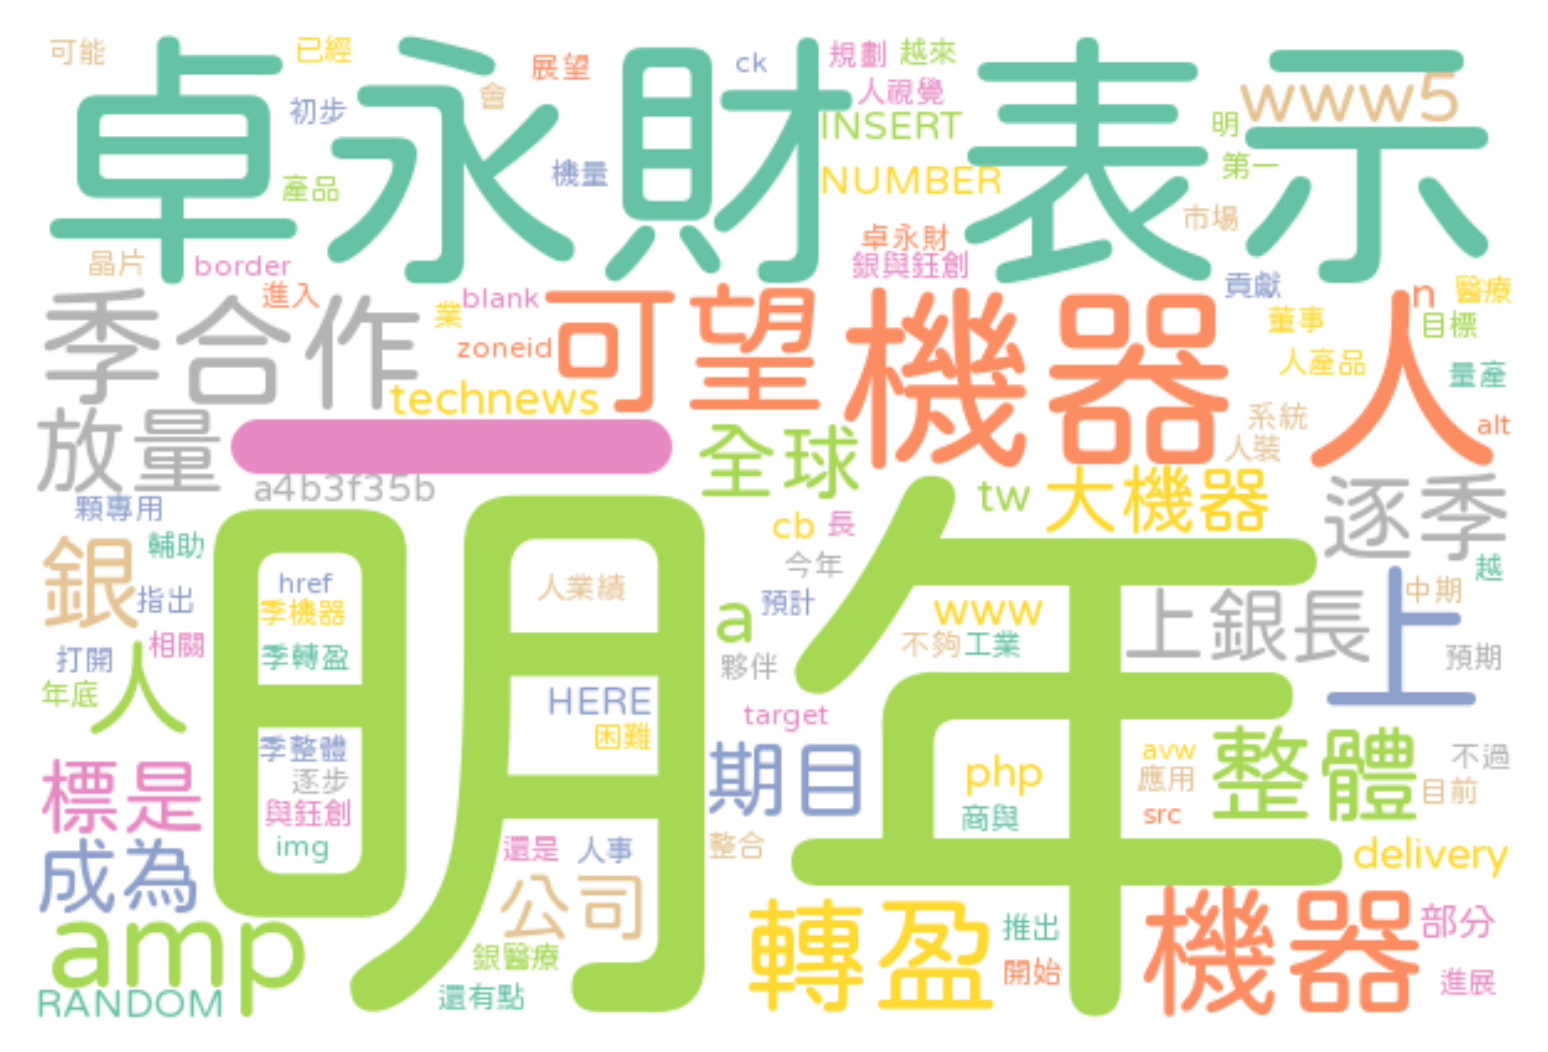 可能
已經
卓永財表示
展望
ck
規劃
越來
會
人視覺
www5
初步
INSERT
明
機量
第一
產品
NUMBER
市場
卓永財
晶片
border
銀與鈺創
貢獻
進入
blank
可望
機器人
n
醫療
季合作
業
董事
目標
zoneid
人產品
量產
technews
系統
alt
放量
一
全球
人裝
a4b3f35b
tw
大機器
逐季
顆專用
明年
cb
長
銀
輔助
今年
越
href
人業績
中期
指出
季機器
a
預計
www
上銀長
上
相關
不夠
工業
打開
季轉盈
夥伴
預期
年底
人
HERE
target
困難
季整體
期目
avw
整體
不過
標是
逐步
php
應用
目前
與鈺創
商與
src
成為
img
還是
人事
整合
delivery
公司
amp
轉盈
推出
機器
部分
銀醫療
開始
進展
RANDOM
還有點